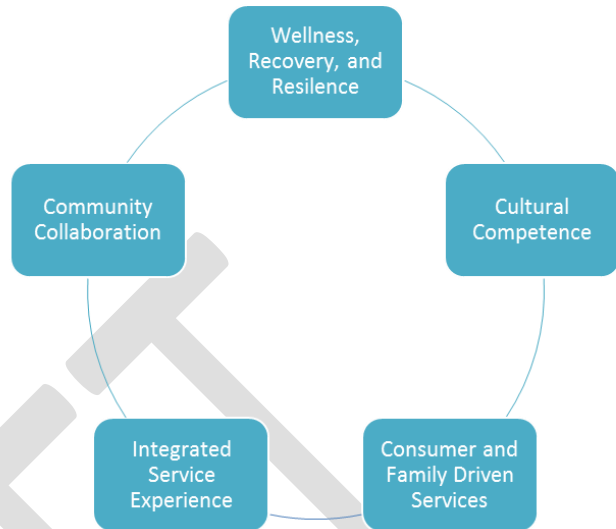 Wellness,
Recovery, and
Resilence
Cultural
Competence
Consumer and
Family Driven
Services
Integrated
Service
Experience
Community
Collaboration